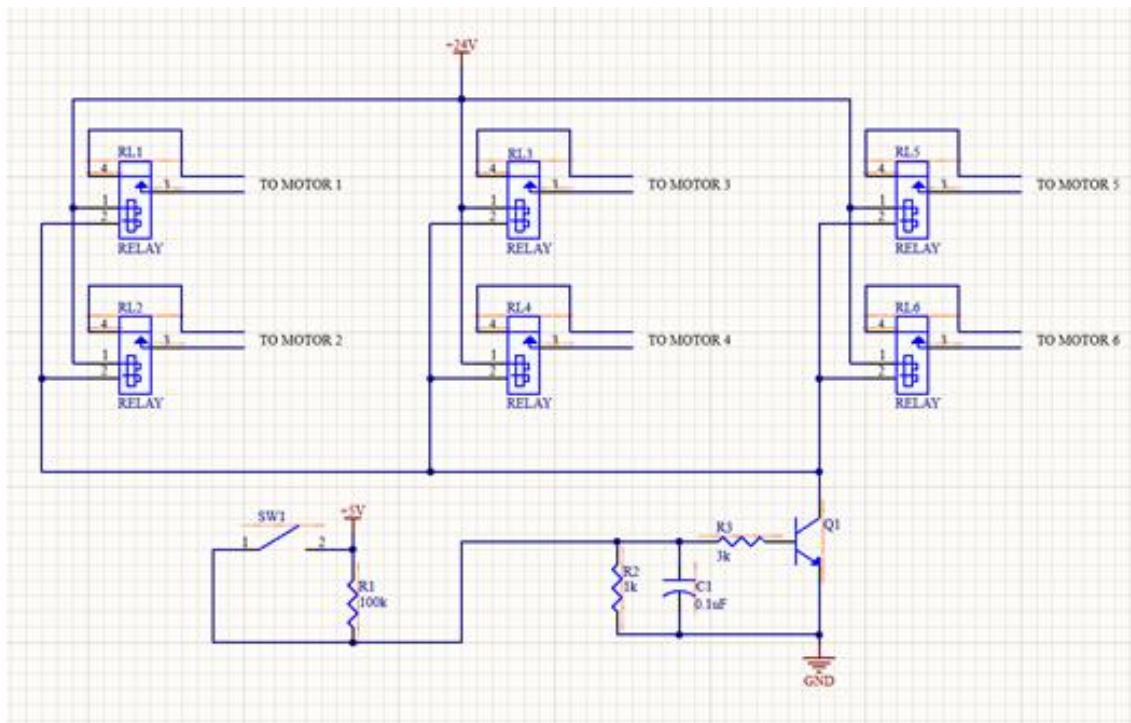 +24V
RL1
4
3
TO MOTOR 1
1
2
RELAY
RL3
4
3
TO MOTOR 3
1
2
RELAY
RL5
4
3
TO MOTOR 5
1
2
RELAY
RL2
4
3
TO MOTOR 2
1
2
RELAY
RL4
4
3
TO MOTOR 4
1
2
RELAY
RL6
4
3
TO MOTOR 6
1
2
RELAY
SW1
1
2
+5V
R1
100k
R2
1k
C1
0.1uF
R3
3k
Q1
GND